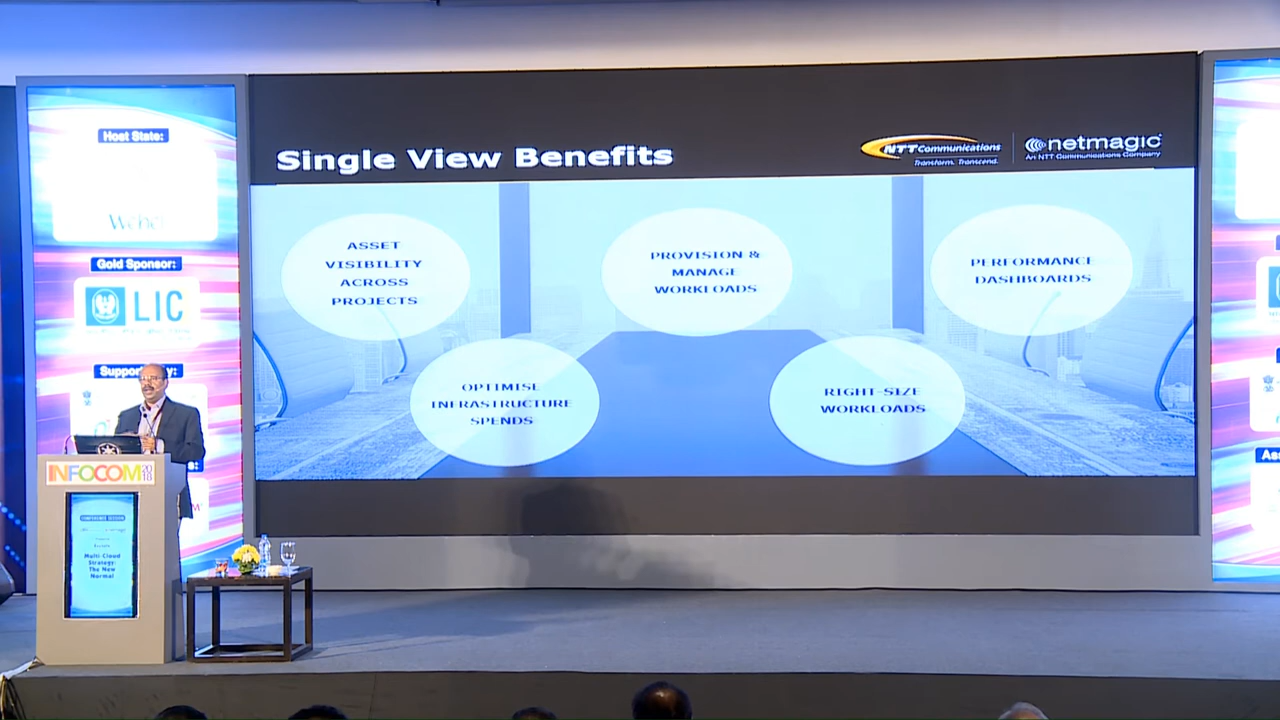 Host State:
Gold Sponsor:
LIC
Single View Benefits
NTT Communications
Transform. Transcend.
netmagic
An NTT Communications Company
ASSET
VISIBILITY
ACROSS
PROJECTS
PROVISION &
MANAGE
WORKLOADS
PERFORMANCE
DASHBOARDS
OPTIMISE
INFRASTRUCTURE
SPENDS
RIGHT-SIZE
WORKLOADS
INFOCOM 2018
CONFERENCE SESSION
Multi-Cloud
Strategy:
The New
Normal